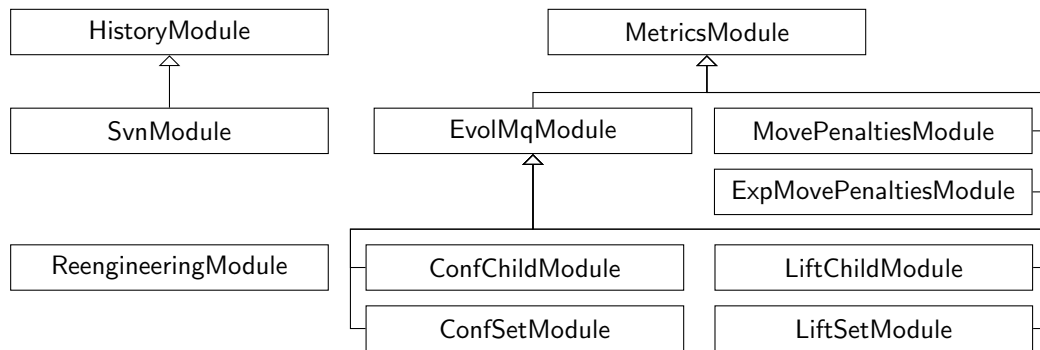 HistoryModule
MetricsModule
SvnModule
EvolMqModule
MovePenaltiesModule
ExpMovePenaltiesModule
ReengineeringModule
ConfChildModule
LiftChildModule
ConfSetModule
LiftSetModule